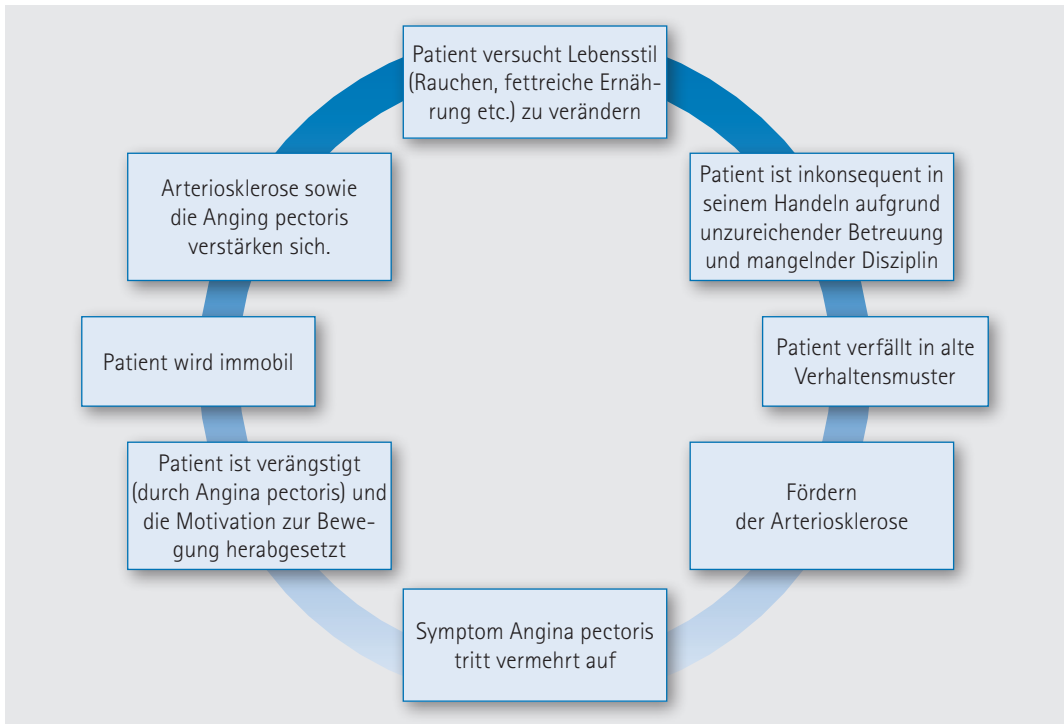 Patient versucht Lebensstil
(Rauchen, fettreiche Ernäh-
rung etc.) zu verändern
Patient ist inkonsequent in
seinem Handeln aufgrund
unzureichender Betreuung
und mangelnder Disziplin
Patient verfällt in alte
Verhaltensmuster
Fördern
der Arteriosklerose
Symptom Angina pectoris
tritt vermehrt auf
Patient ist verängstigt
(durch Angina pectoris) und
die Motivation zur Bewe-
gung herabgesetzt
Patient wird immobil
Arteriosklerose sowie
die Anging pectoris
verstärken sich.